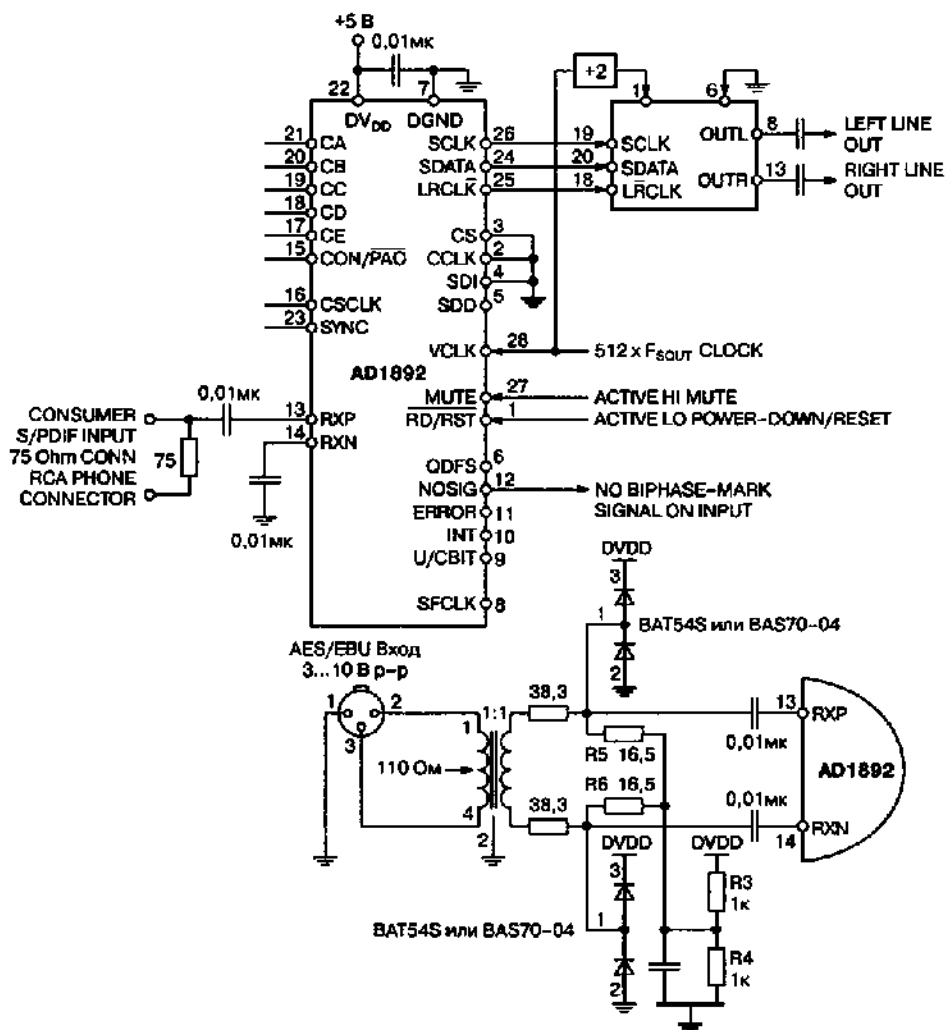 +5 В
0,01мк
22
7
DV_DD DGND
21 CA
20 CB
19 CC
18 CD
17 CE
15 CON/PAO
16 CSCLK
23 SYNC
SCLK 26
SDATA 24
LRCLK 25
CS 3
CCLK 2
SDI 4
SDD 5
VCLK 28
AD1892
MUTE 27
RD/RST 1
QDFS 6
NOSIG 12
ERROR 11
INT 10
U/CBIT 9
SFCLK 8
13 RXP
14 RXN
+2
1
6
19 SCLK
20 SDATA
18 LRCLK
OUTL 8
OUTR 13
LEFT LINE
OUT
RIGHT LINE
OUT
512 x F_SOUT CLOCK
ACTIVE HI MUTE
ACTIVE LO POWER-DOWN/RESET
NO BIPHASE-MARK
SIGNAL ON INPUT
CONSUMER
S/PDIF INPUT
75 Ohm CONN
RCA PHONE
CONNECTOR
75
0,01мк
0,01мк
DVDD
3
1
2
BAT54S или BAS70-04
AES/EBU Вход
3...10 В p-p
1
2
3
110 Ом
1:1
1
4
2
38,3
38,3
R5 16,5
R6 16,5
0,01мк
0,01мк
13 RXP
AD1892
RXN
14
DVDD
3
1
2
BAT54S или BAS70-04
DVDD
R3
1к
R4
1к